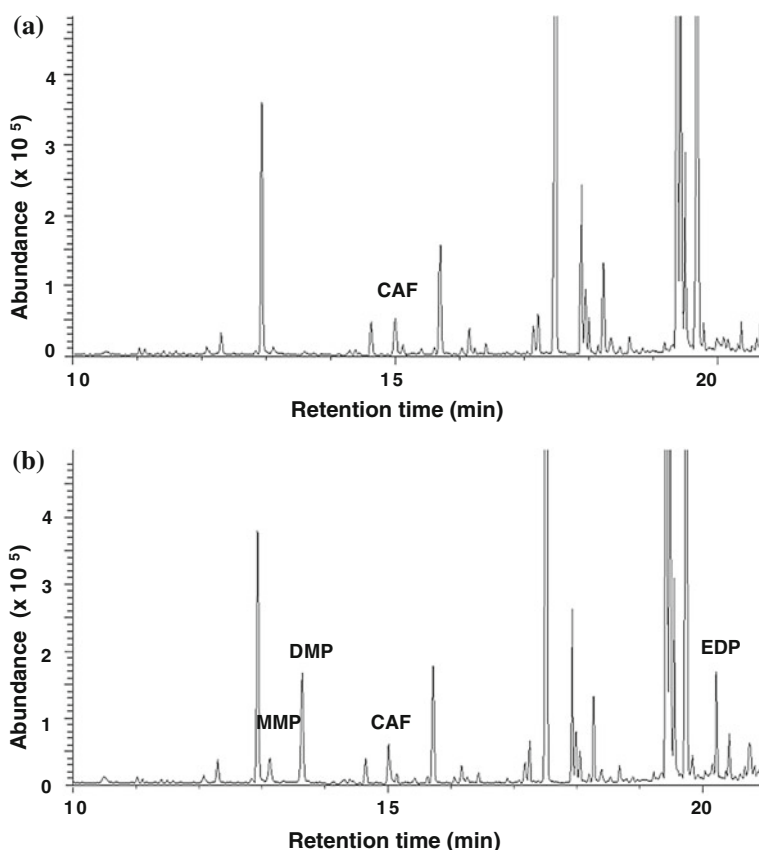 (a)
Abundance (x 10 5)
4
3
2
1
0
CAF
10
15
20
Retention time (min)
(b)
Abundance (x 10 5)
4
3
2
1
0
MMP
DMP
CAF
EDP
10
15
20
Retention time (min)